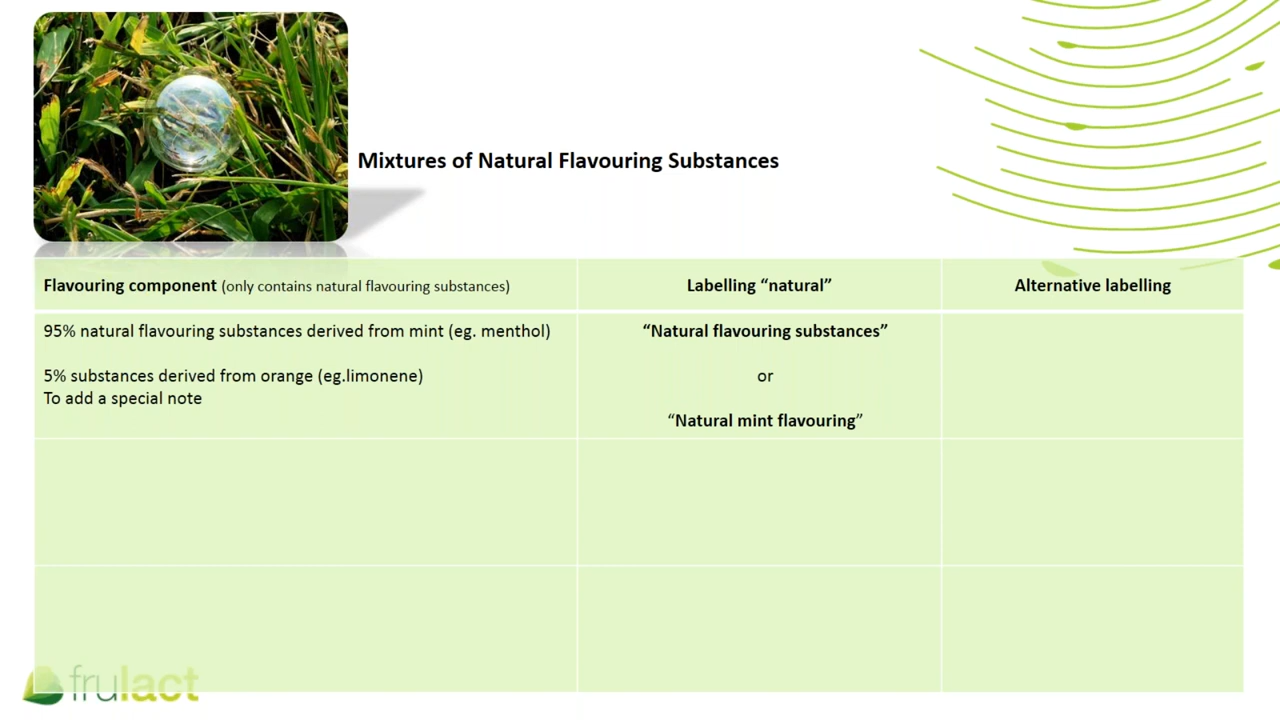 Mixtures of Natural Flavouring Substances
Flavouring component (only contains natural flavouring substances)
Labelling “natural”
Alternative labelling
95% natural flavouring substances derived from mint (eg. menthol)
5% substances derived from orange (eg.limonene)
To add a special note
“Natural flavouring substances”
or
“Natural mint flavouring”
frulact